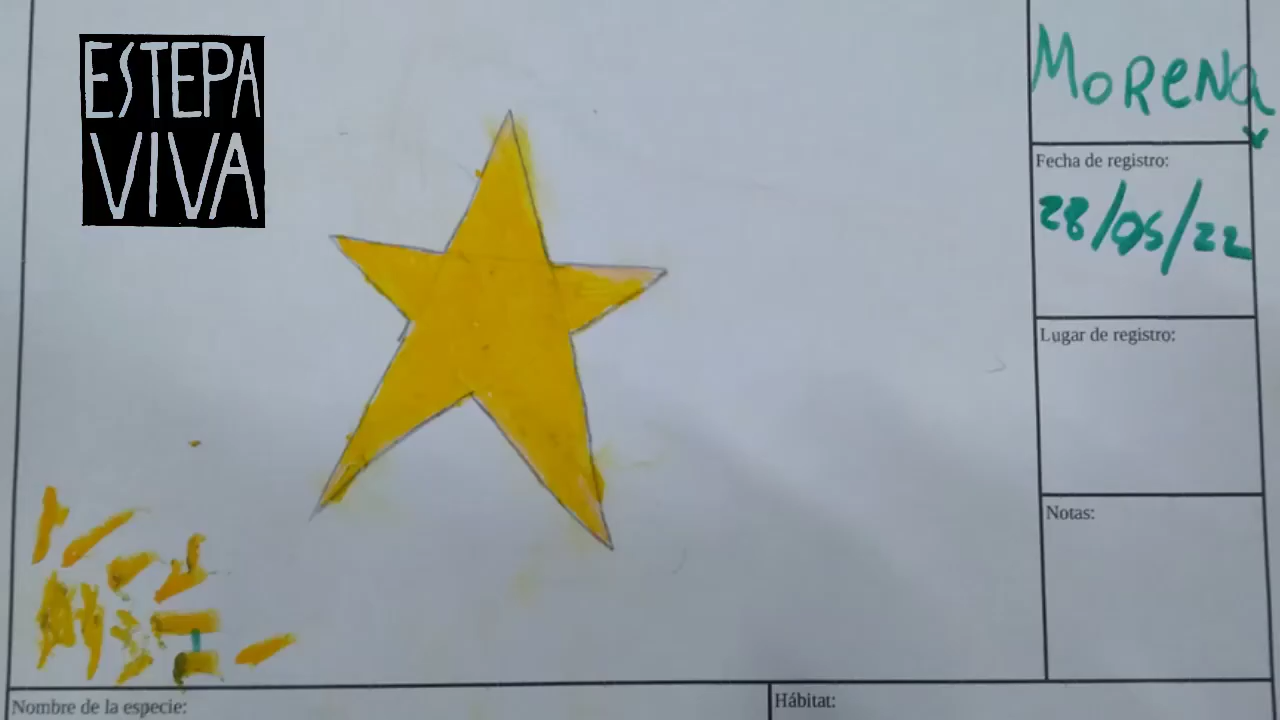 ESTEPA
VIVA
MoReNa
Fecha de registro:
28/05/22
Lugar de registro:
Notas:
Nombre de la especie:
Hábitat: